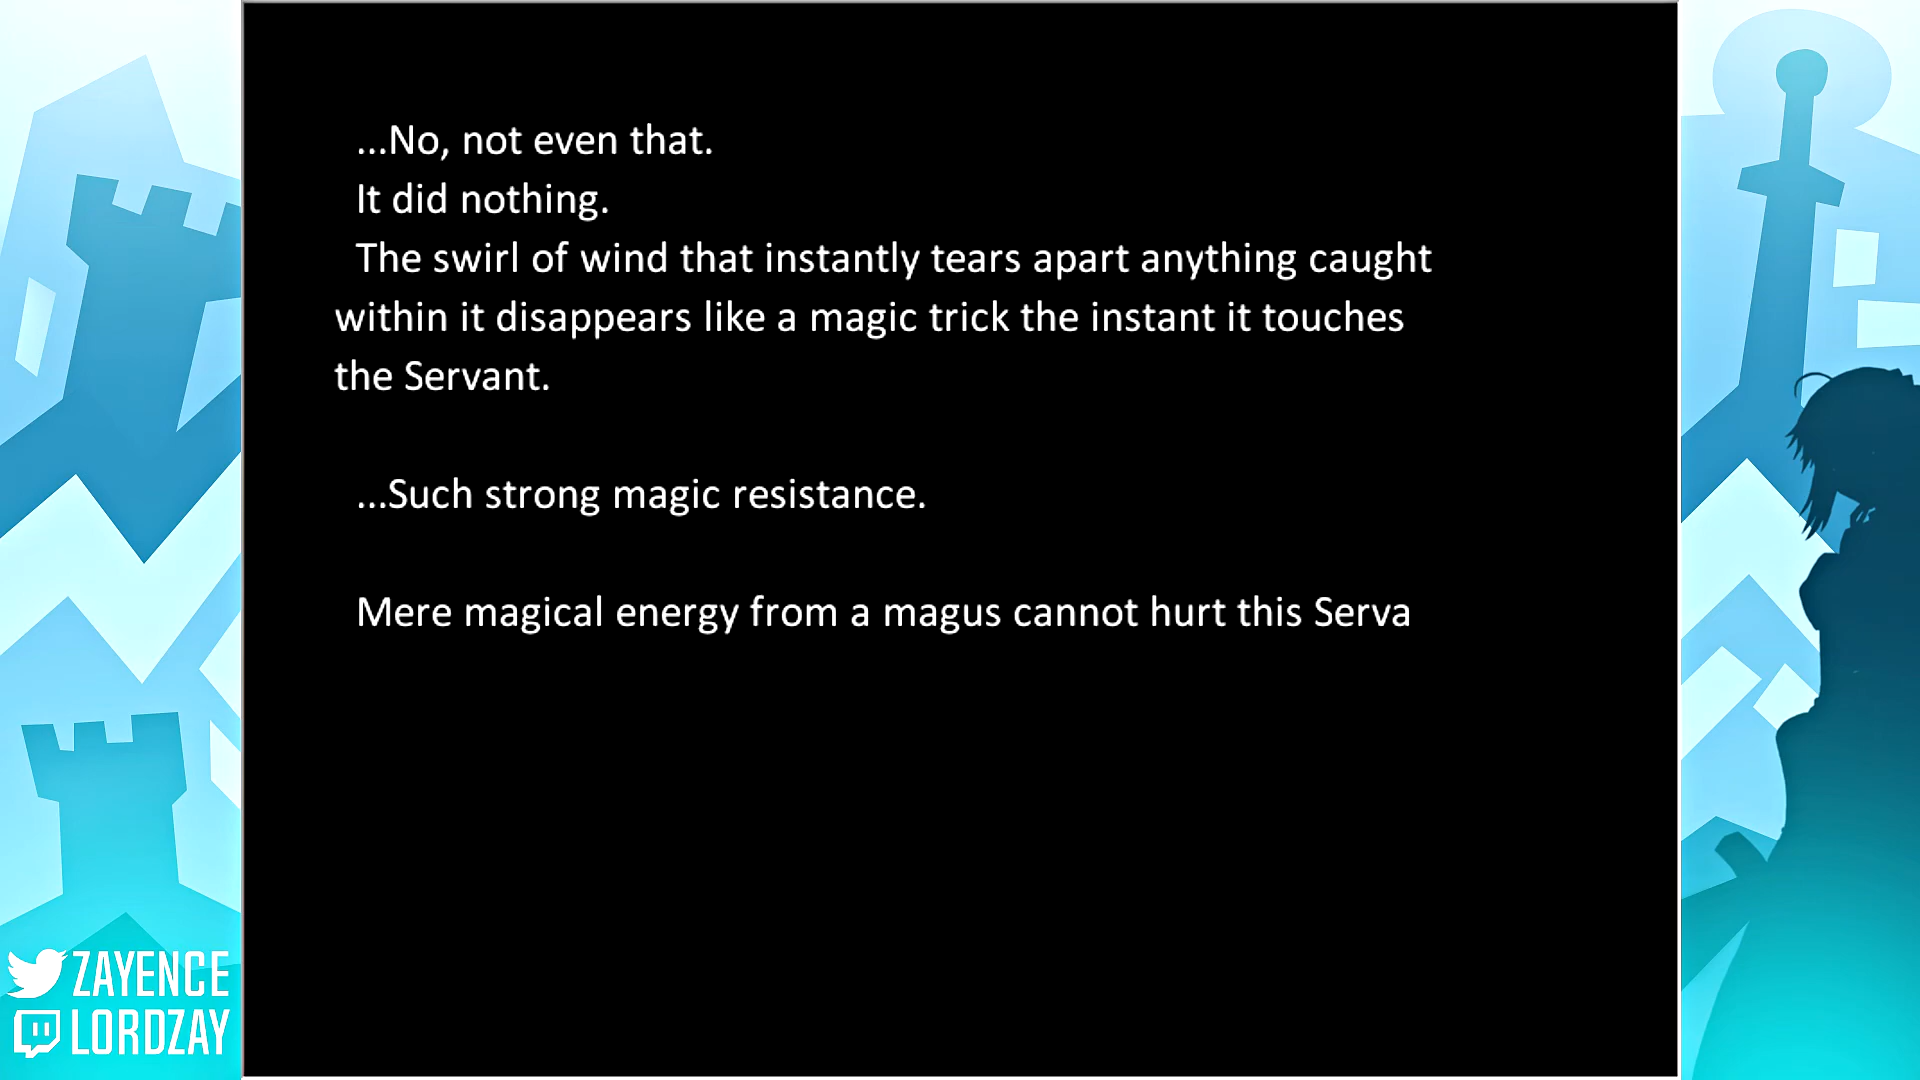 ...No, not even that.
It did nothing.
The swirl of wind that instantly tears apart anything caught
within it disappears like a magic trick the instant it touches
the Servant.
...Such strong magic resistance.
Mere magical energy from a magus cannot hurt this Serva
ZAYENCE
LORDZAY